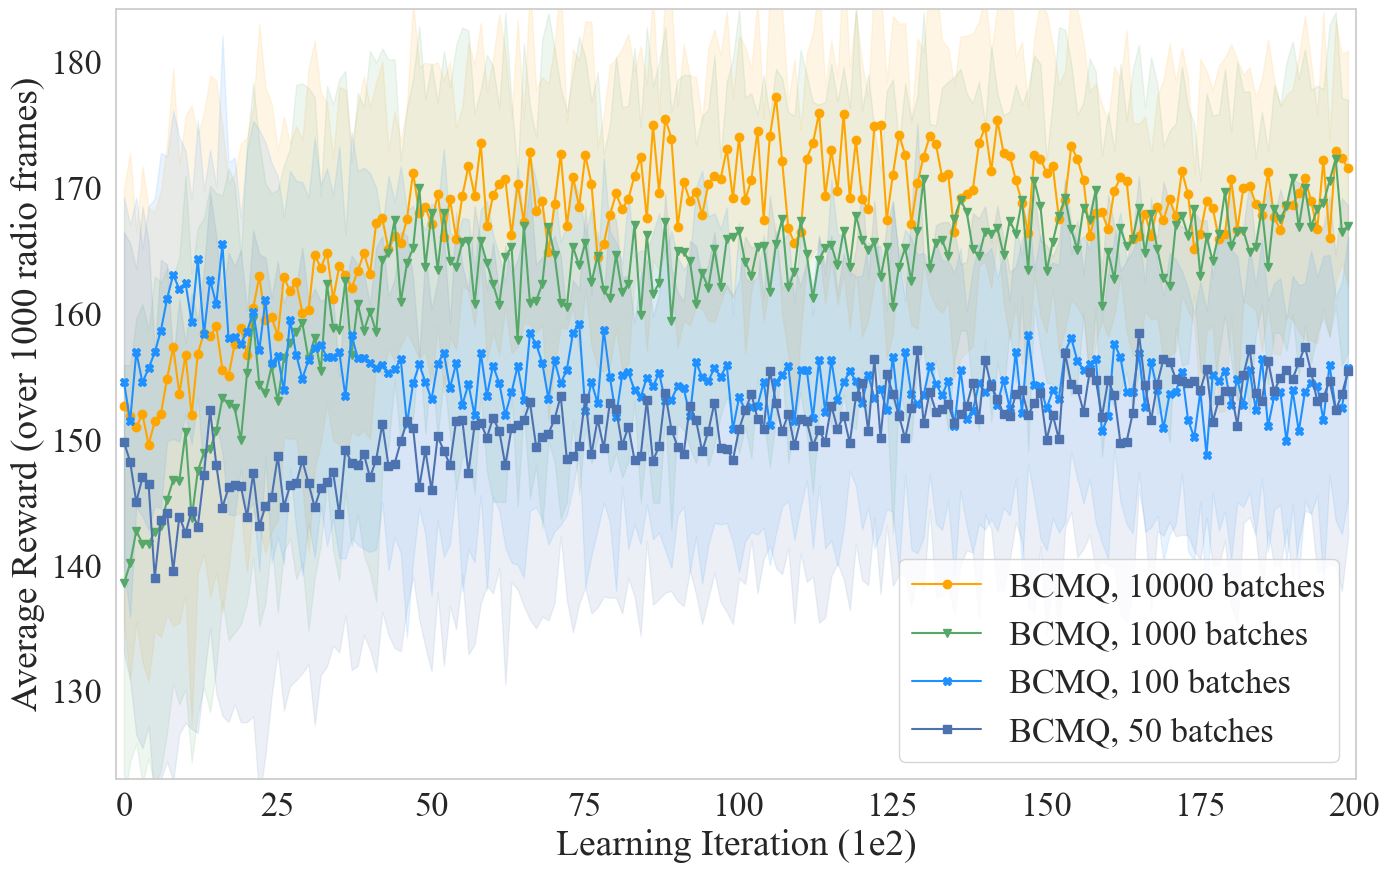 Average Reward (over 1000 radio frames)
180
170
160
150
140
130
BCMQ, 10000 batches
BCMQ, 1000 batches
BCMQ, 100 batches
BCMQ, 50 batches
0 25 50 75 100 125 150 175 200
Learning Iteration (1e2)